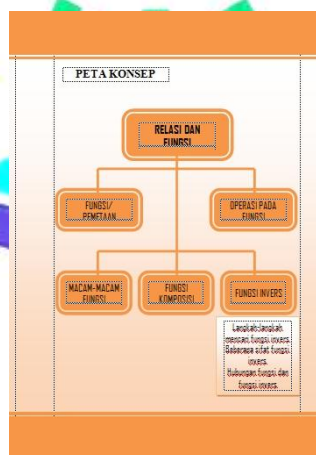 PETA KONSEP
RELASI DAN
FUNGSI
FUNGSI/
PEMETAAN
OPERASI PADA
FUNGSI
MACAM-MACAM
FUNGSI
FUNGSI
KOMPOSISI
FUNGSI INVERS
Langkah-langkah
mencari fungsi invers.
Beberapa sifat fungsi
invers.
Hubungan fungsi dan
fungsi invers.